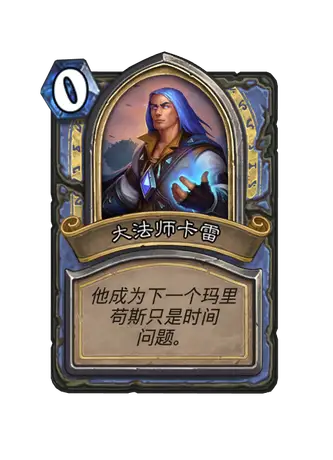 0
大法师卡雷
他成为下一个玛里
苟斯只是时间
问题。